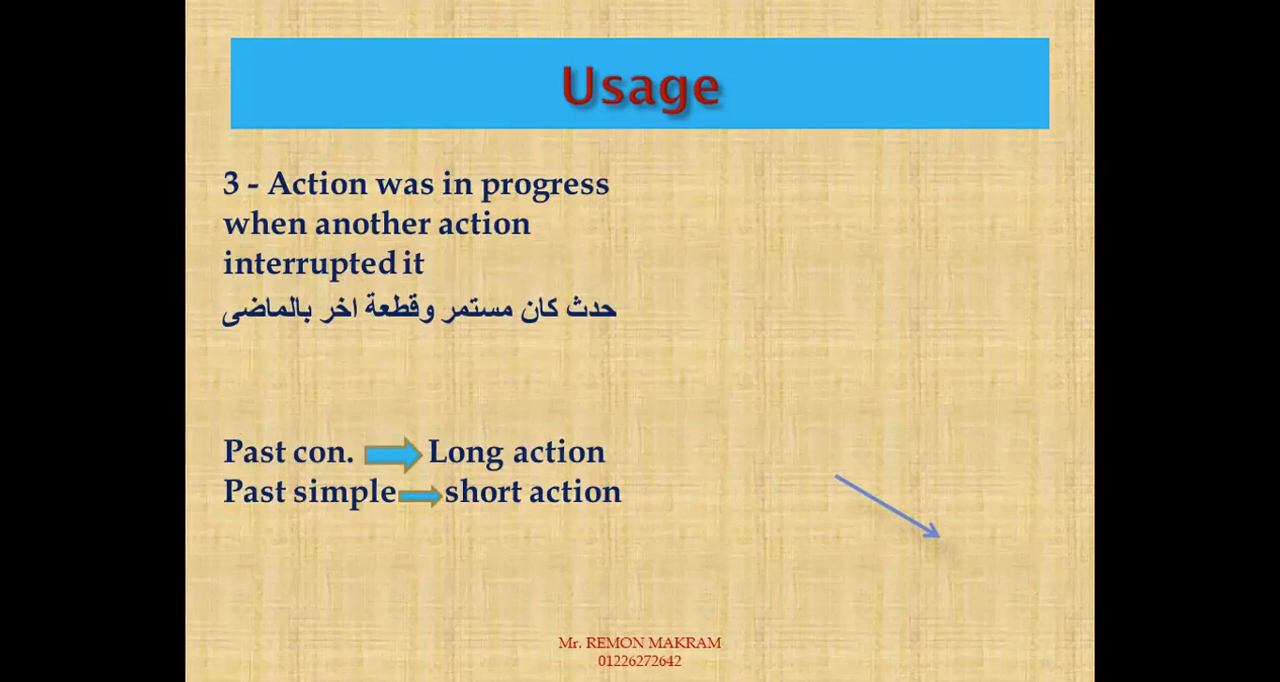 Usage
3 - Action was in progress
when another action
interrupted it
حدث كان مستمر وقطعة اخر بالماضى
Past con. Long action
Past simple short action
Mr. REMON MAKRAM
01226272642